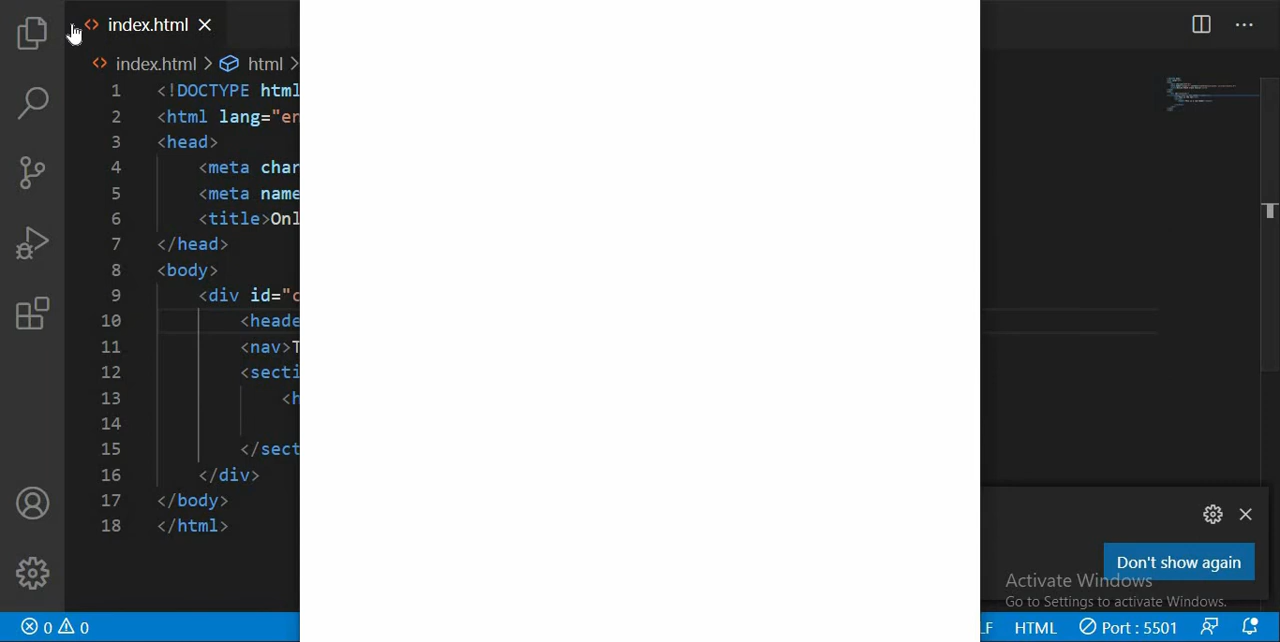 index.html
index.html > html >
1 <!DOCTYPE html
2 <html lang="en
3 <head>
4 <meta char
5 <meta name
6 <title>Onl
7 </head>
8 <body>
9 <div id="c
10 <heade
11 <nav>T
12 <secti
13 <h
14
15 </sect
16 </div>
17 </body>
18 </html>
Don't show again
Activate Windows
Go to Settings to activate Windows.
0 0 LF HTML Port : 5501